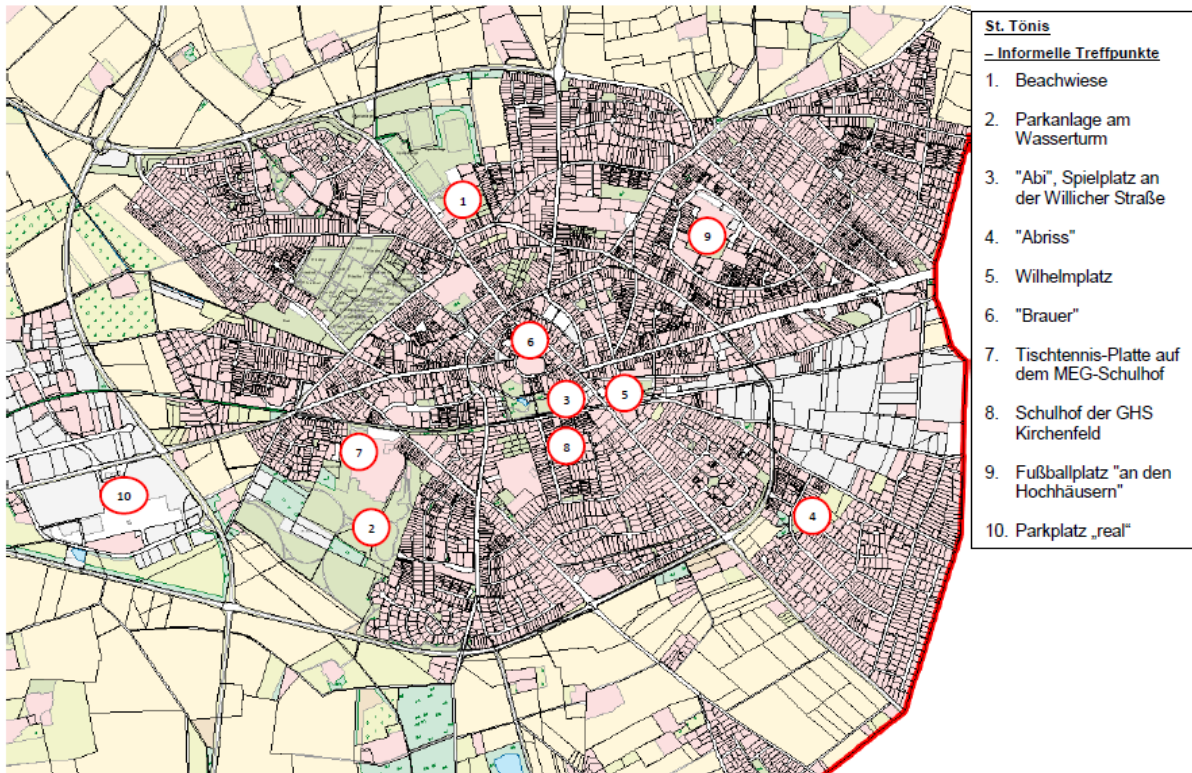 St. Tönis
– Informelle Treffpunkte
1. Beachwiese
2. Parkanlage am
Wasserturm
3. "Abi", Spielplatz an
der Willicher Straße
4. "Abriss"
5. Wilhelmplatz
6. "Brauer"
7. Tischtennis-Platte auf
dem MEG-Schulhof
8. Schulhof der GHS
Kirchenfeld
9. Fußballplatz "an den
Hochhäusern"
10. Parkplatz „real“
1
9
6
3
5
7
8
10
2
4